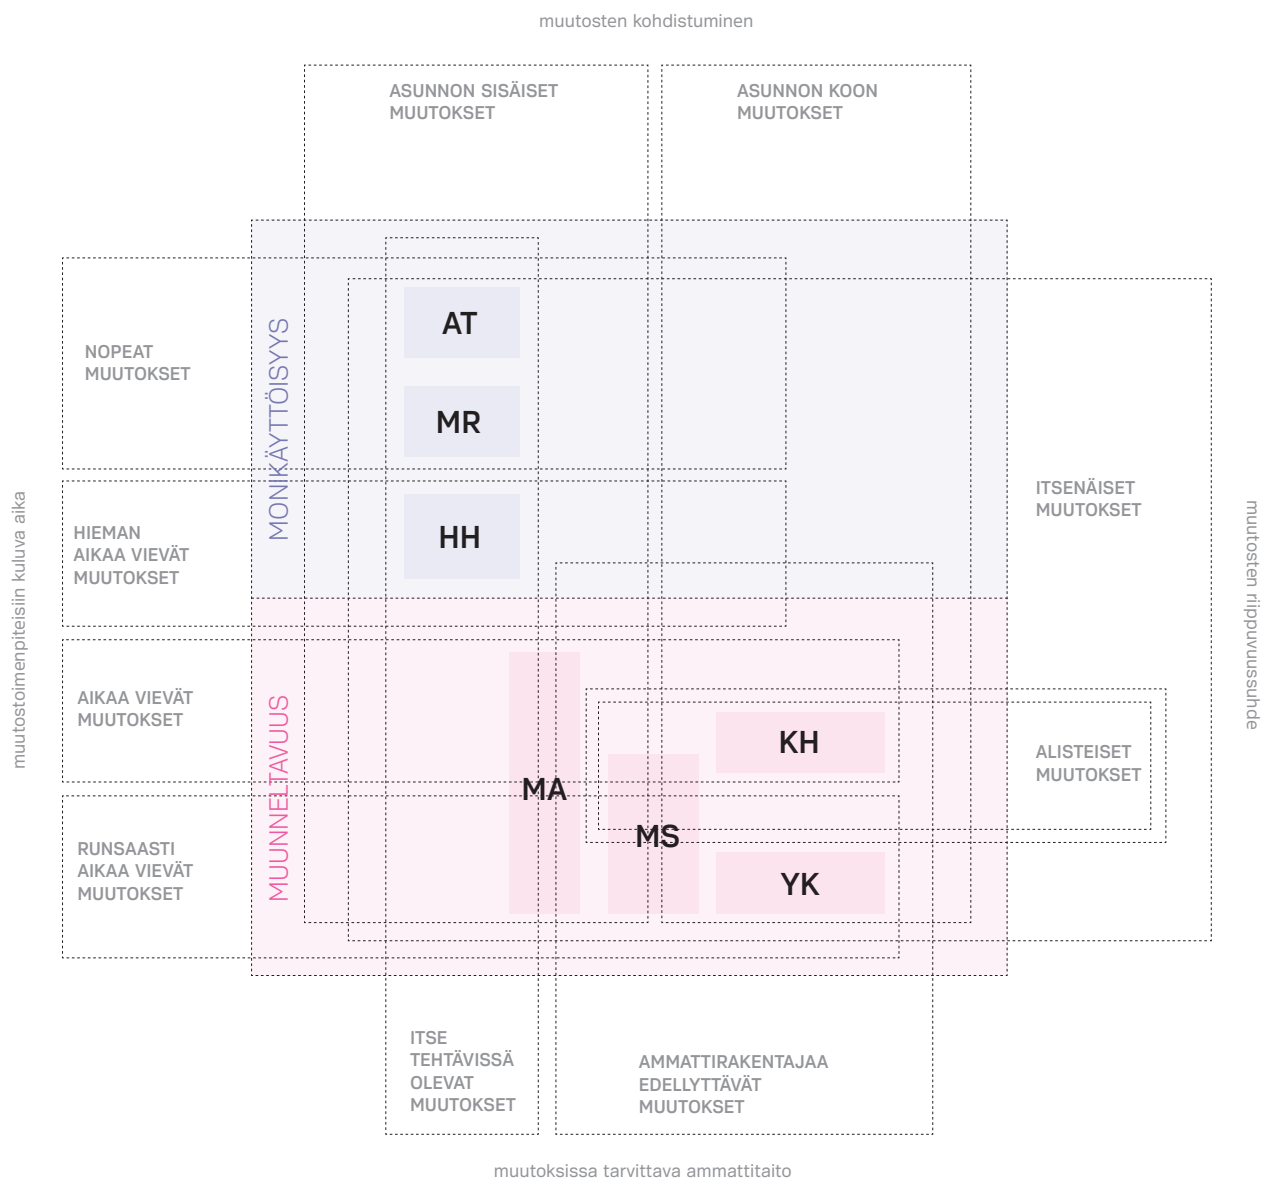 muutosten kohdistuminen
ASUNNON SISÄISET
MUUTOKSET
ASUNNON KOON
MUUTOKSET
MONIKÄYTTÖISYYS
AT
NOPEAT
MUUTOKSET
MR
ITSENÄISET
MUUTOKSET
HIEMAN
AIKAA VIEVÄT
MUUTOKSET
HH
muutostoimenpiteisiin kuluva aika
muutosten riippuvuussuhde
MUUNNELTAVUUS
AIKAA VIEVÄT
MUUTOKSET
KH
ALISTEISET
MUUTOKSET
MA
MS
RUNSAASTI
AIKAA VIEVÄT
MUUTOKSET
YK
ITSE
TEHTÄVISSÄ
OLEVAT
MUUTOKSET
AMMATTIRAKENTAJAA
EDELLYTTÄVÄT
MUUTOKSET
muutoksissa tarvittava ammattitaito